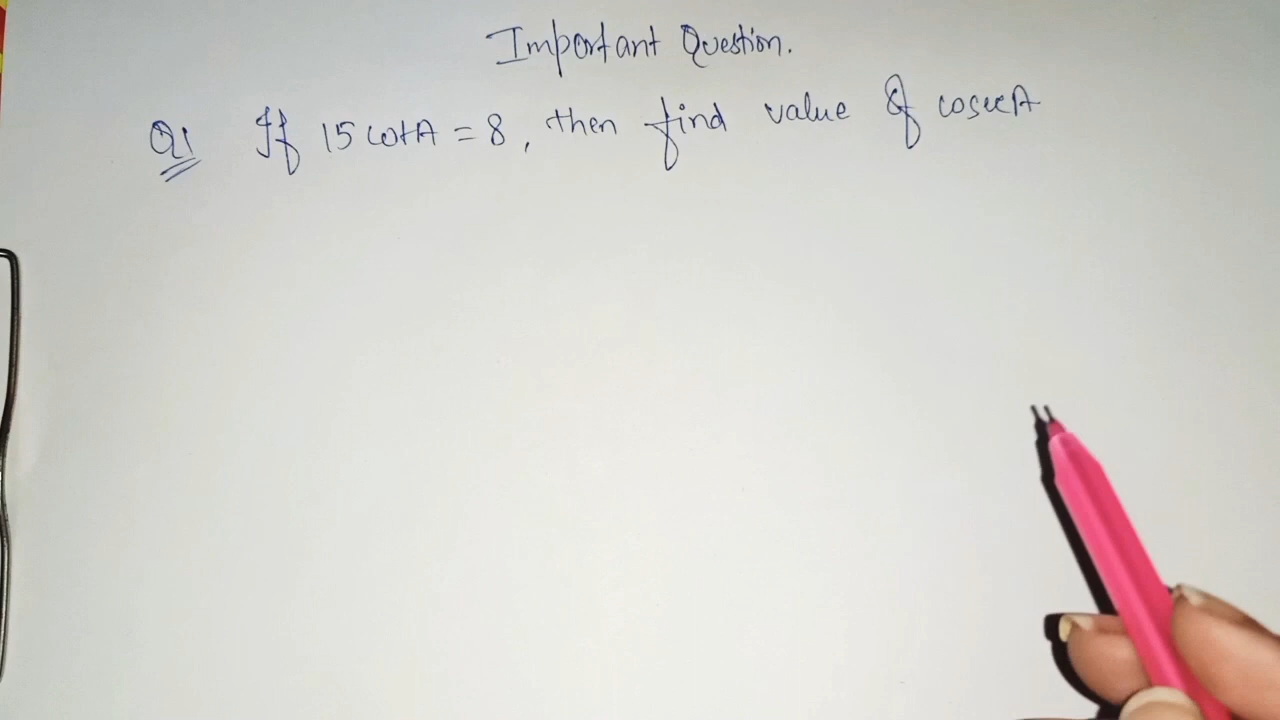 Important Question.
Q1 If 15 cotA = 8, then find value of cosecA